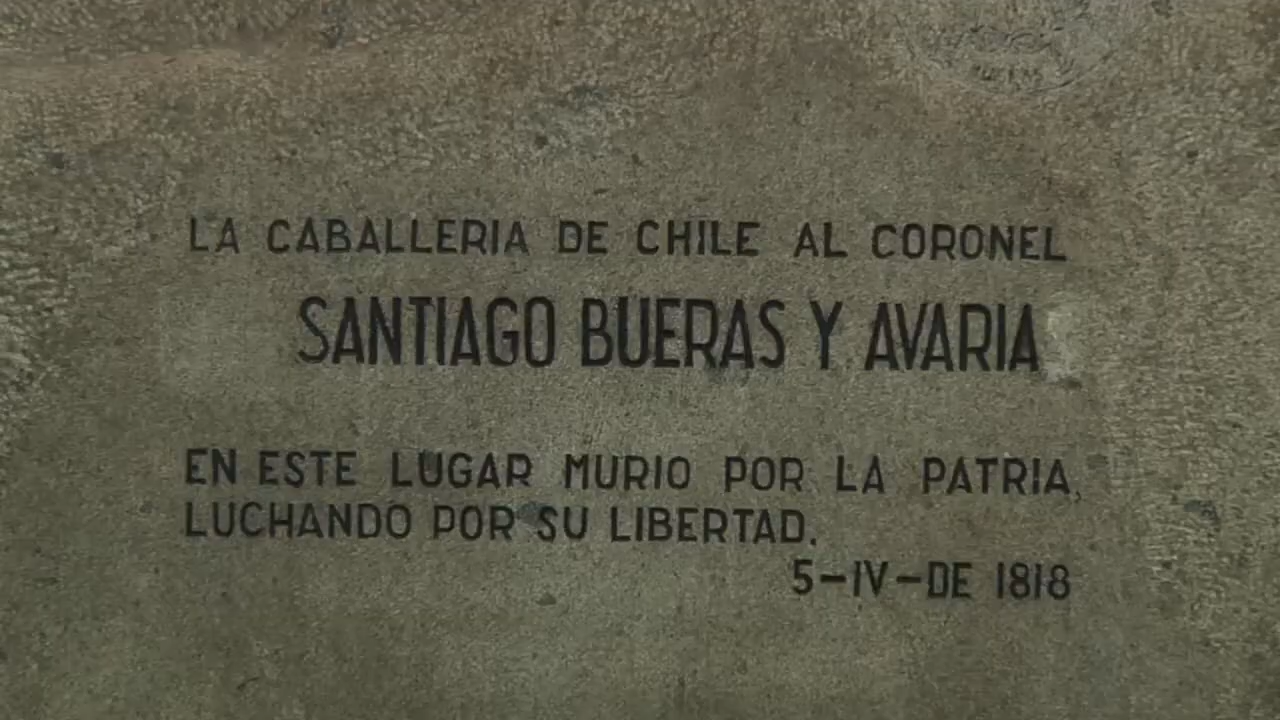 LA CABALLERIA DE CHILE AL CORONEL
SANTIAGO BUERAS Y AVARIA
EN ESTE LUGAR MURIO POR LA PATRIA,
LUCHANDO POR SU LIBERTAD.
5-IV-DE 1818